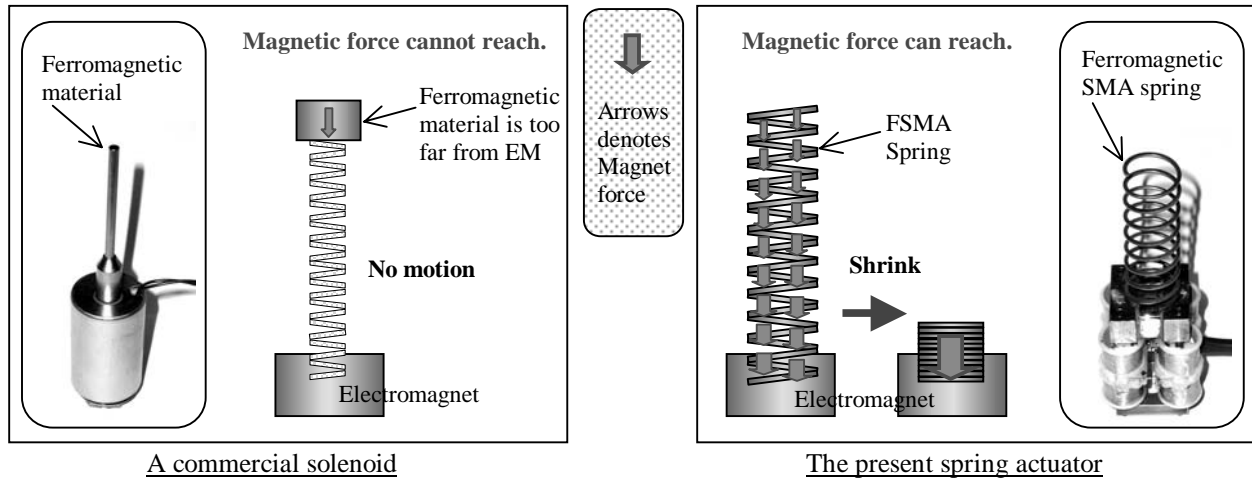 Magnetic force cannot reach.
Ferromagnetic
material
Ferromagnetic
material is too
far from EM
No motion
Electromagnet
A commercial solenoid
Arrows
denotes
Magnet
force
Magnetic force can reach.
FSMA
Spring
Shrink
Electromagnet
Ferromagnetic
SMA spring
The present spring actuator